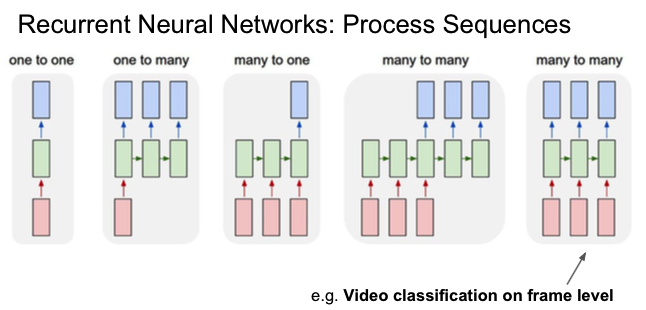 Recurrent Neural Networks: Process Sequences
one to one
one to many
many to one
many to many
many to many
e.g. Video classification on frame level